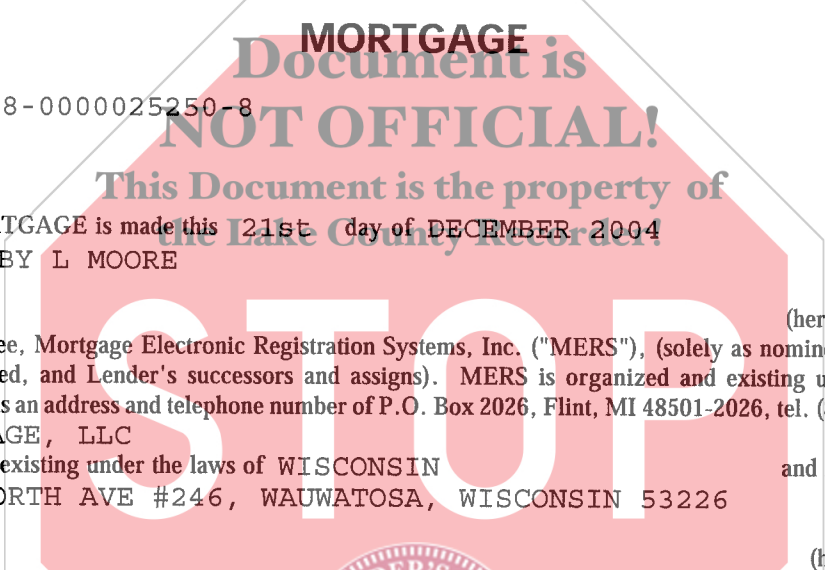 MORTGAGE
Document is
8-0000025250-8
NOT OFFICIAL!
This Document is the property of
TGAGE is made this 21st day of DECEMBER 2004
the Lake County Recorder!
BY L MOORE
(her
ee, Mortgage Electronic Registration Systems, Inc. ("MERS"), (solely as nomin
ed, and Lender's successors and assigns). MERS is organized and existing u
s an address and telephone number of P.O. Box 2026, Flint, MI 48501-2026, tel. (
AGE, LLC
existing under the laws of WISCONSIN and
ORTH AVE #246, WAUWATOSA, WISCONSIN 53226
STOP
(h